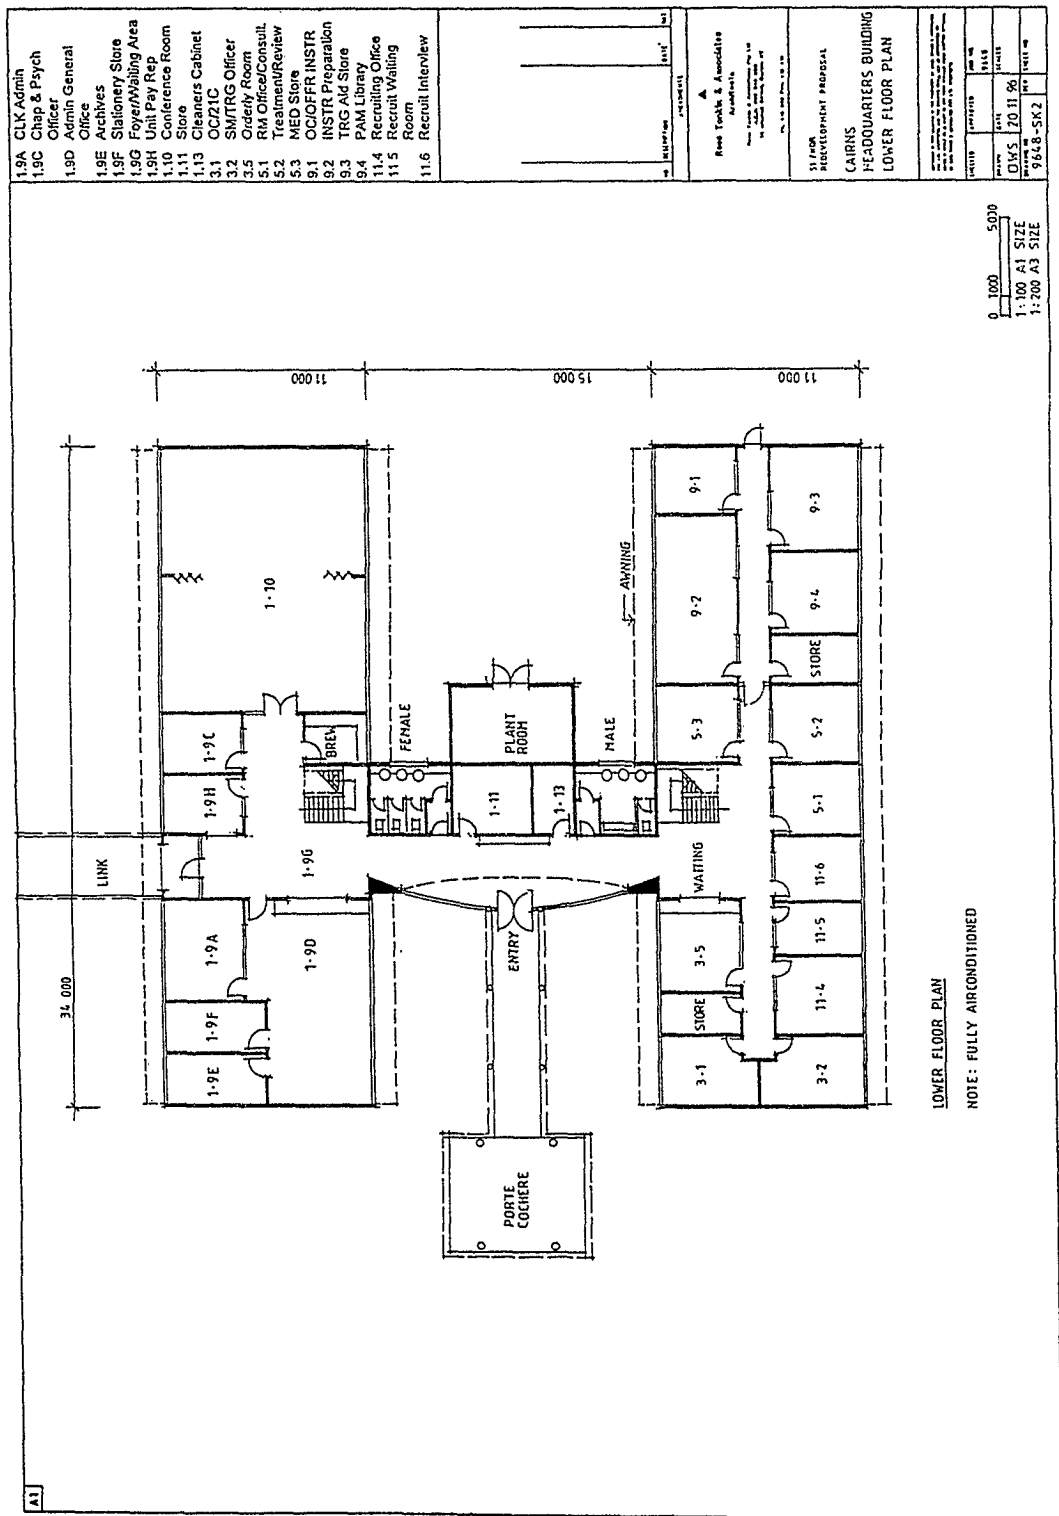 A1
1.9A CLK Admin
1.9C Chap & Psych
Officer
1.9D Admin General
Office
1.9E Archives
1.9F Stationery Store
1.9G Foyer/Waiting Area
1.9H Unit Pay Rep
1.10 Conference Room
1.11 Store
1.13 Cleaners Cabinet
3.1 OC/21C
3.2 SM/TRG Officer
3.5 Orderly Room
5.1 RM Office/Consult.
5.2 Treatment/Review
5.3 MED Store
9.1 OC/OFFR INSTR
9.2 INSTR Preparation
9.3 TRG Aid Store
9.4 PAM Library
11.4 Recruiting Office
11 5 Recruit Waiting
Room
11.6 Recruit Interview
DESCRIPTION
DATE
AMENDMENTS
Architects
REDEVELOPMENT PROPOSAL
CAIRNS
HEADQUARTERS BUILDING
LOWER FLOOR PLAN
DWS
20 11 96
9648-SK2
34 000
11 000
15 000
11 000
LINK
1·9E
1·9F
1·9A
1·9D
1·9G
1·9H
1·9C
BREW
1·10
FEMALE
PLANT
ROOM
MALE
1·11
1·13
ENTRY
PORTE
COCHERE
AWNING
WAITING
3·1
STORE
3·5
5·3
9·2
9·1
3·2
11·4
11·5
11·6
5·1
5·2
STORE
9·4
9·3
LOWER FLOOR PLAN
NOTE: FULLY AIRCONDITIONED
0 1000 5000
1:100 A1 SIZE
1:200 A3 SIZE